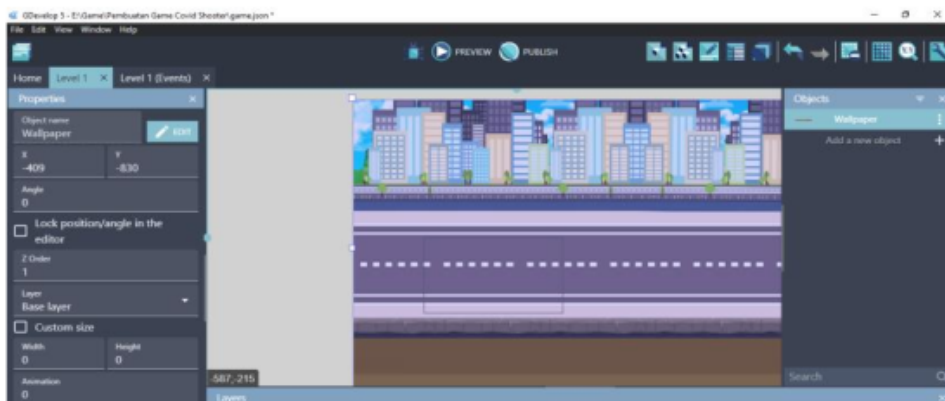 GDevelop 5 - E:\Game\Pembuatan Game Covid Shooter\game.json *
File Edit View Window Help
PREVIEW PUBLISH
Home Level 1 × Level 1 (Events) ×
Properties ×
Object name
Wallpaper
EDIT
X Y
-409 -830
Angle
0
Lock position/angle in the
editor
Z Order
1
Layer
Base layer
Custom size
Width Height
0 0
Animation
0
-587,-215
Layers
Objects
Wallpaper
Add a new object +
Search